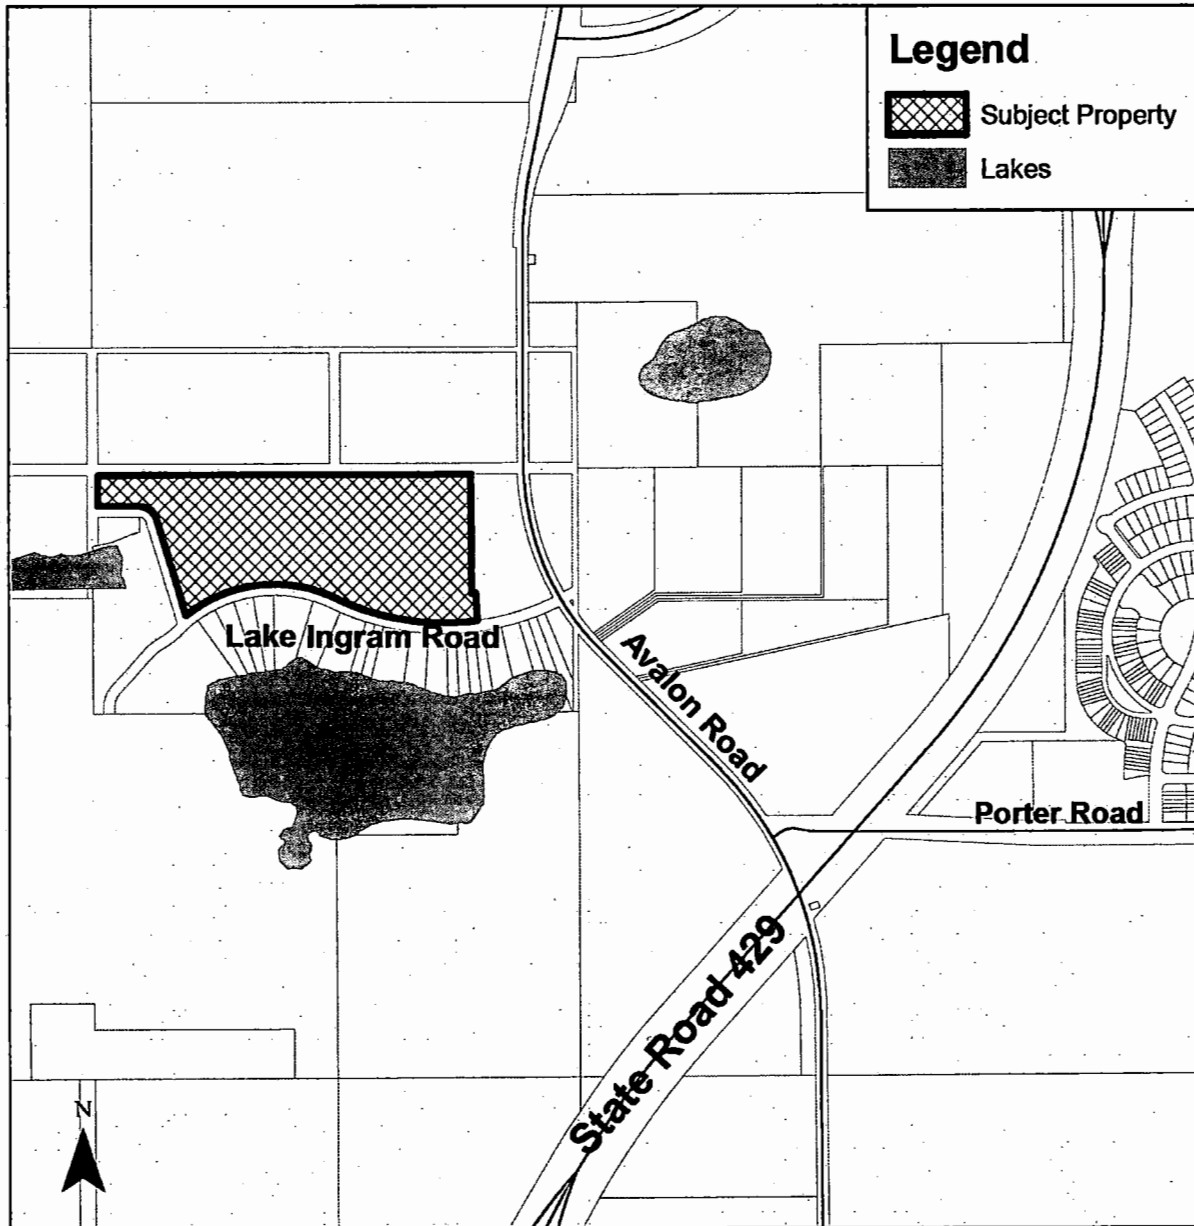 Legend
Subject Property
Lakes
Lake Ingram Road
Avalon Road
Porter Road
State Road 429
N